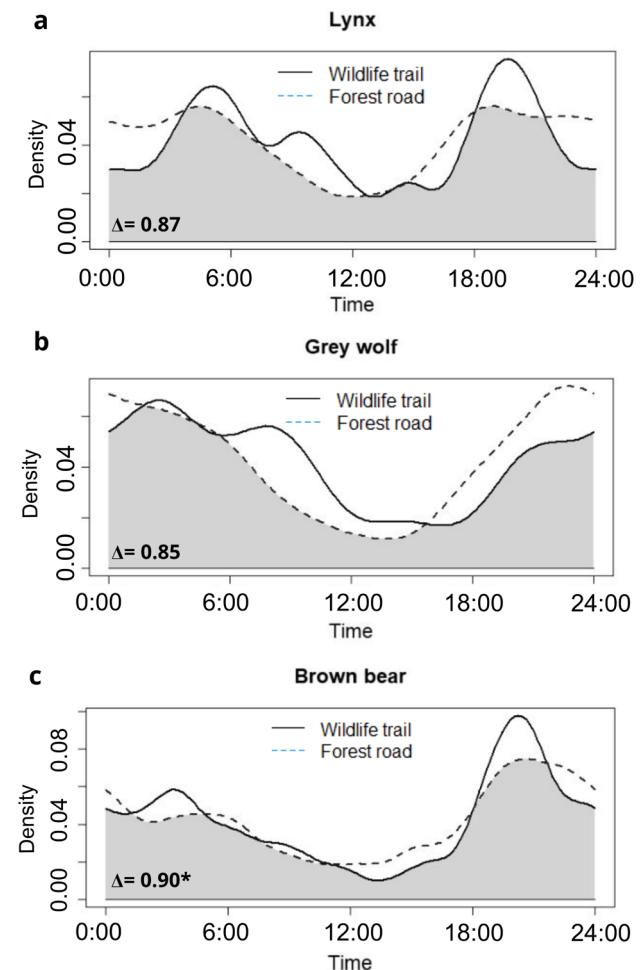 a
Lynx
Wildlife trail
Forest road
Density
0.04
0.00
Δ= 0.87
0:00 6:00 12:00 18:00 24:00
Time
b
Grey wolf
Wildlife trail
Forest road
Density
0.04
0.00
Δ= 0.85
0:00 6:00 12:00 18:00 24:00
Time
c
Brown bear
Wildlife trail
Forest road
Density
0.08
0.04
0.00
Δ= 0.90*
0:00 6:00 12:00 18:00 24:00
Time